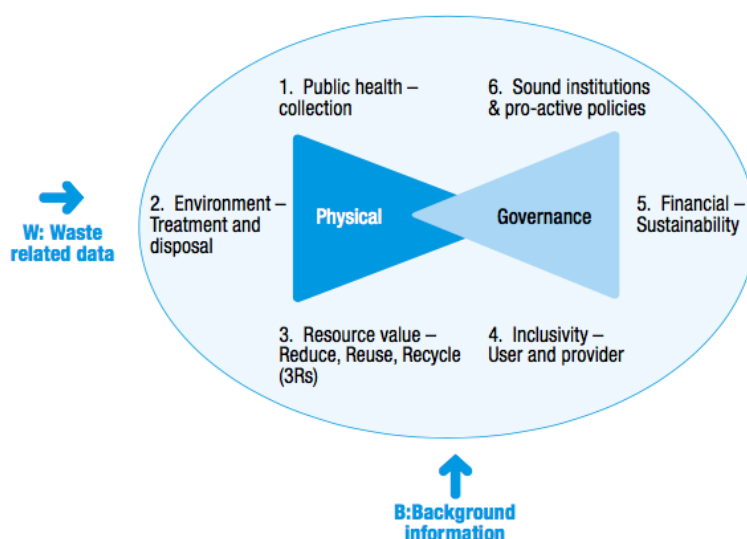 1. Public health –
collection
6. Sound institutions
& pro-active policies
W: Waste
related data
2. Environment –
Treatment and
disposal
Physical
Governance
5. Financial –
Sustainability
3. Resource value –
Reduce, Reuse, Recycle
(3Rs)
4. Inclusivity –
User and provider
B:Background
information